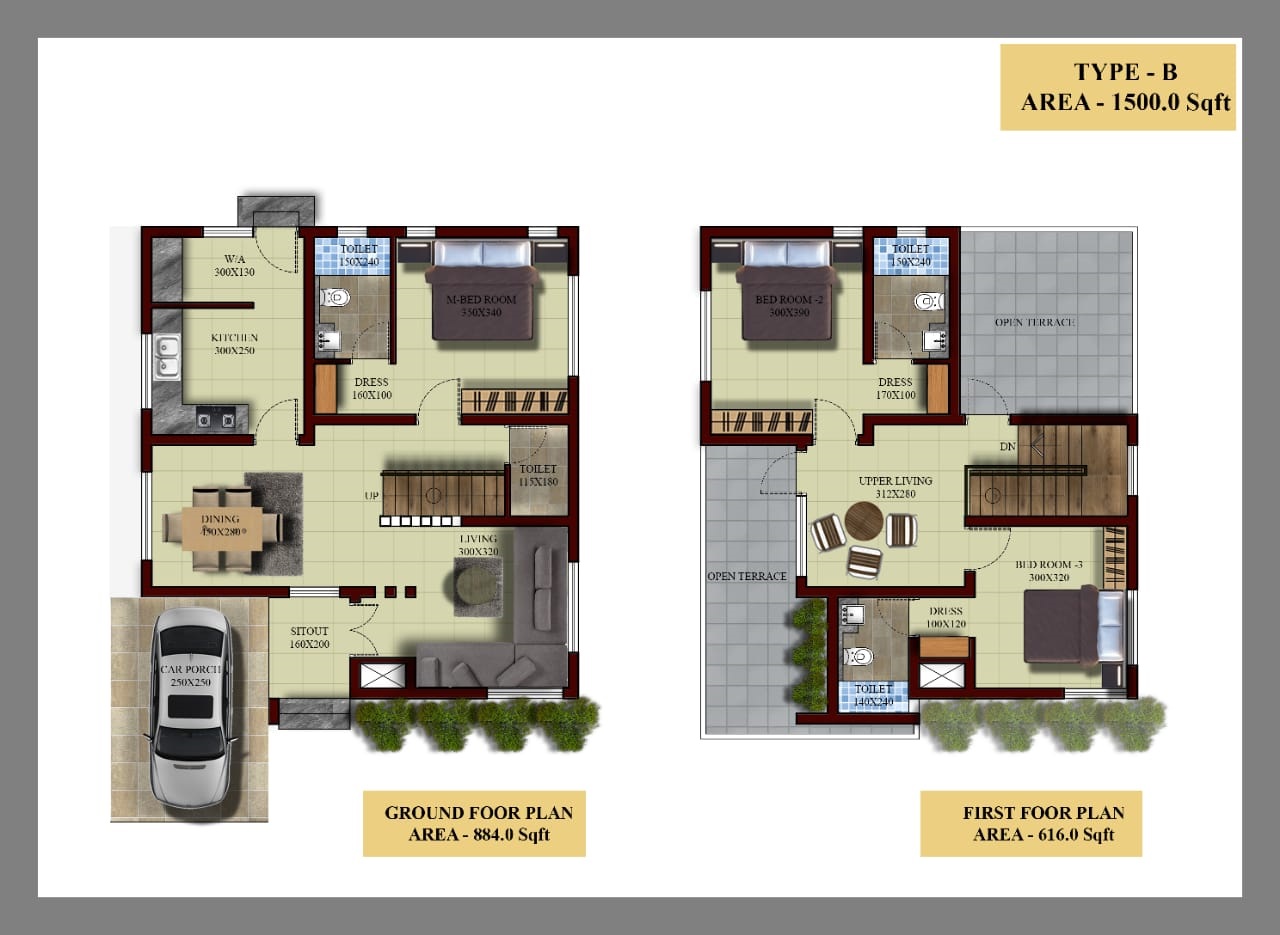 TYPE - B
AREA - 1500.0 Sqft
W/A
300X130
TOILET
150X240
M-BED ROOM
350X340
KITCHEN
300X250
DRESS
160X100
TOILET
115X180
UP
DINING
450X280
LIVING
300X320
SITOUT
160X200
CAR PORCH
250X250
GROUND FOOR PLAN
AREA - 884.0 Sqft
BED ROOM -2
300X390
TOILET
150X240
OPEN TERRACE
DRESS
170X100
DN
UPPER LIVING
312X280
OPEN TERRACE
BED ROOM -3
300X320
DRESS
100X120
TOILET
140X240
FIRST FOOR PLAN
AREA - 616.0 Sqft